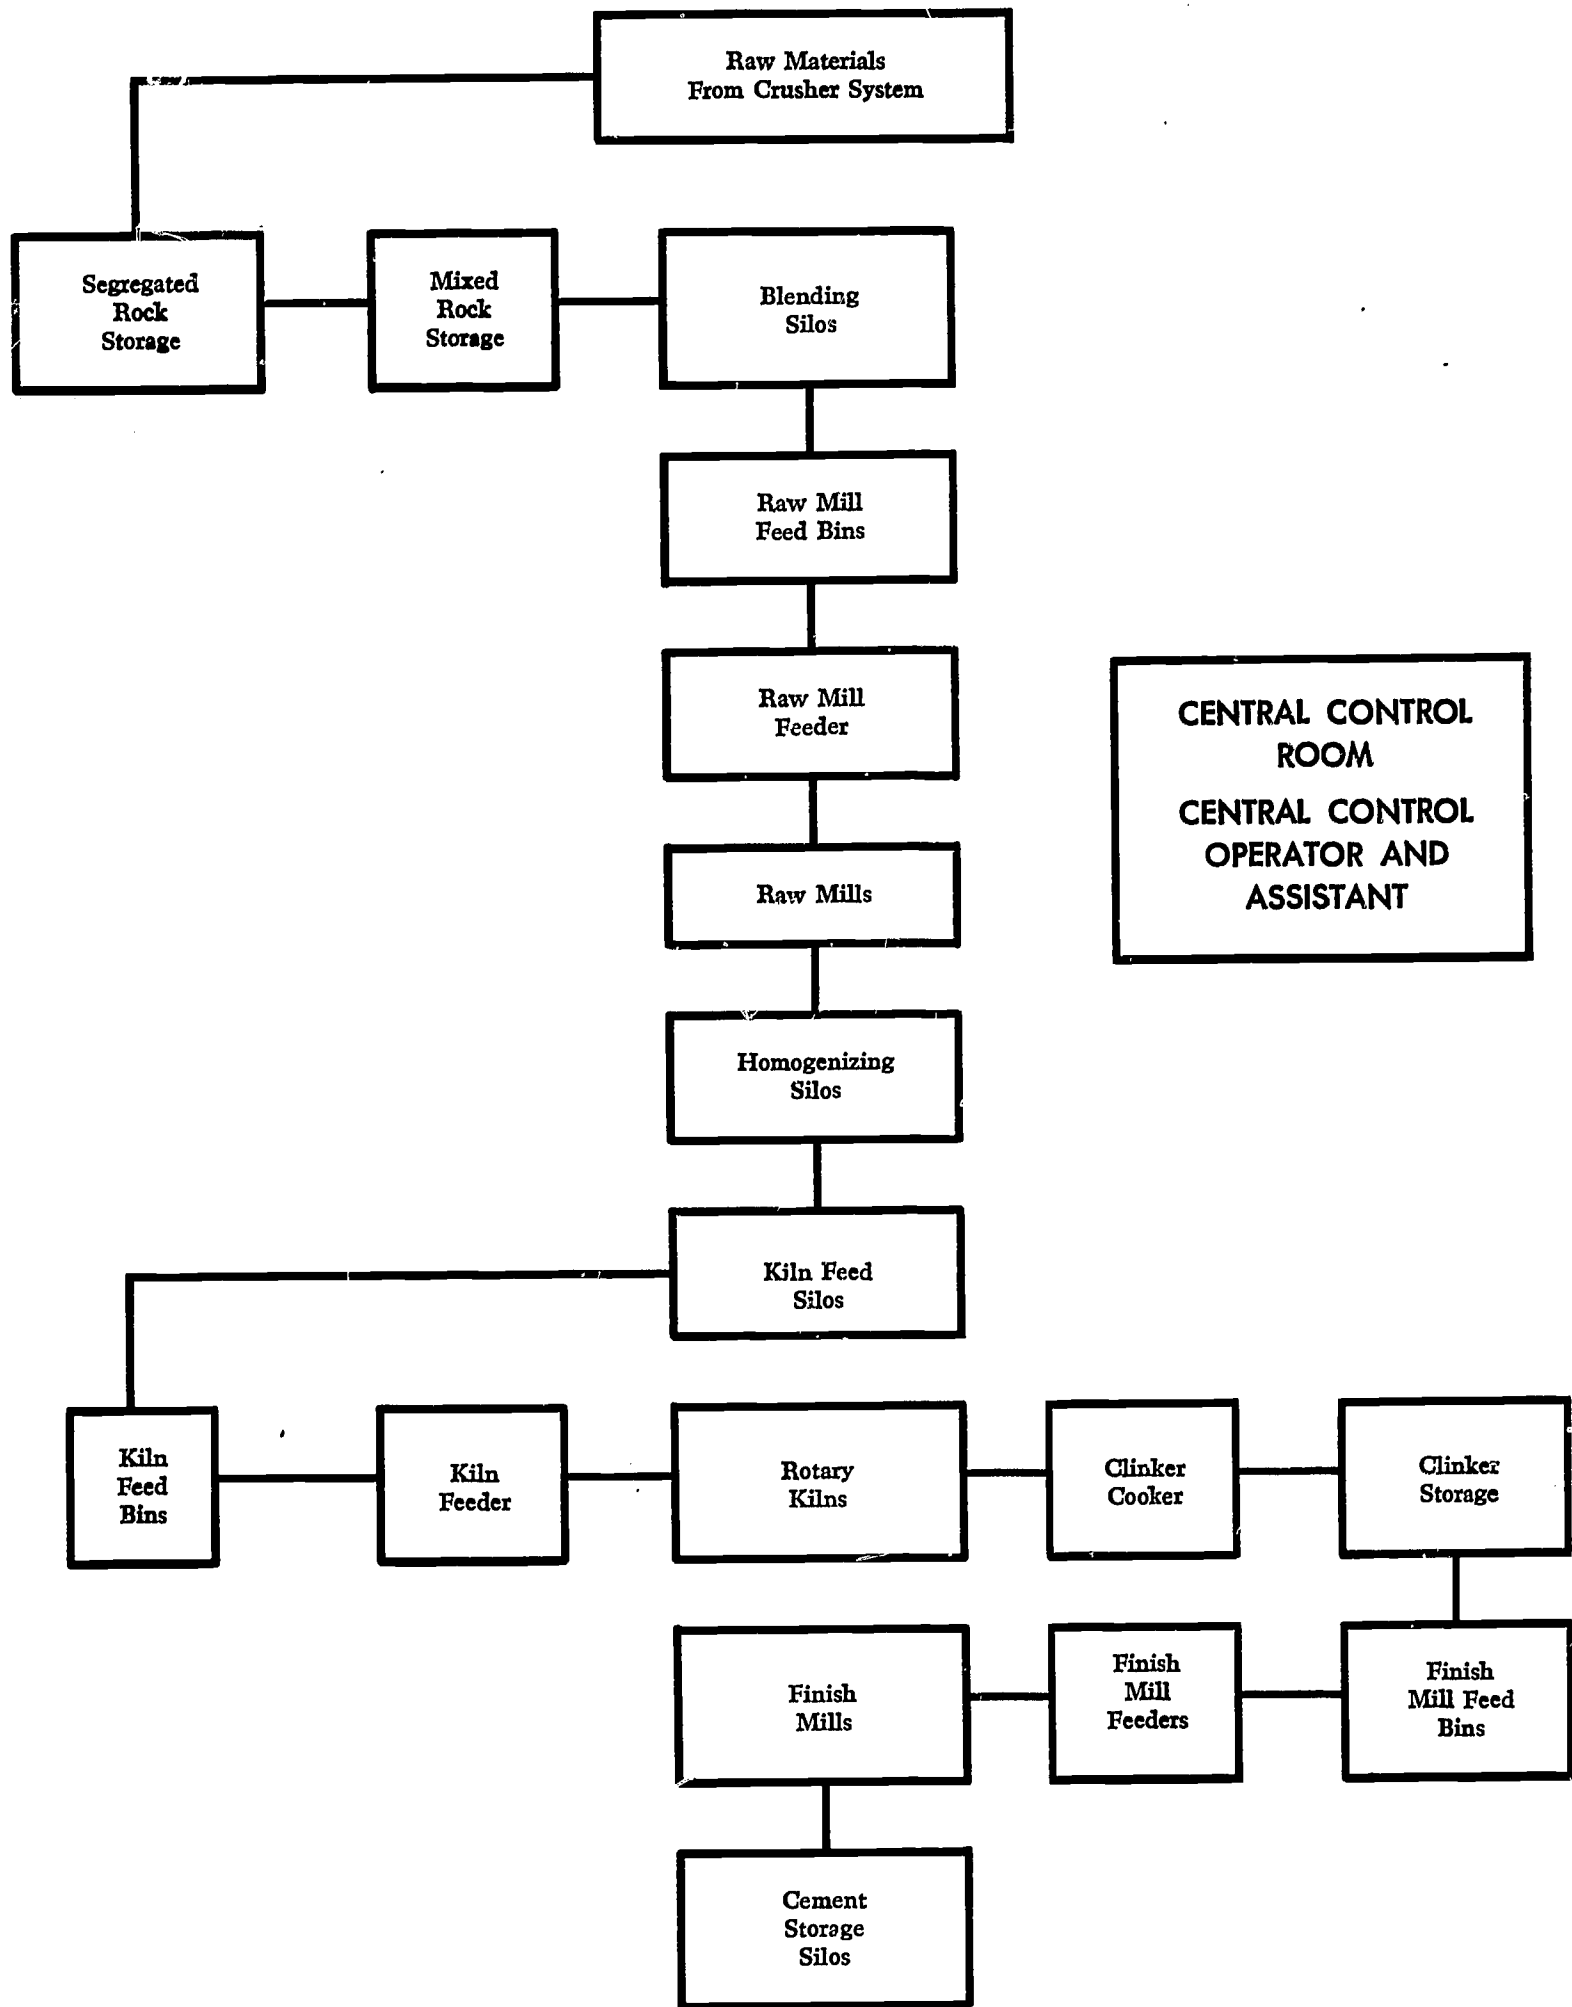 Raw Materials
From Crusher System
Segregated
Rock
Storage
Mixed
Rock
Storage
Blending
Silos
Raw Mill
Feed Bins
Raw Mill
Feeder
CENTRAL CONTROL
ROOM
CENTRAL CONTROL
OPERATOR AND
ASSISTANT
Raw Mills
Homogenizing
Silos
Kiln Feed
Silos
Kiln
Feed
Bins
Kiln
Feeder
Rotary
Kilns
Clinker
Cooker
Clinker
Storage
Finish
Mills
Finish
Mill
Feeders
Finish
Mill Feed
Bins
Cement
Storage
Silos